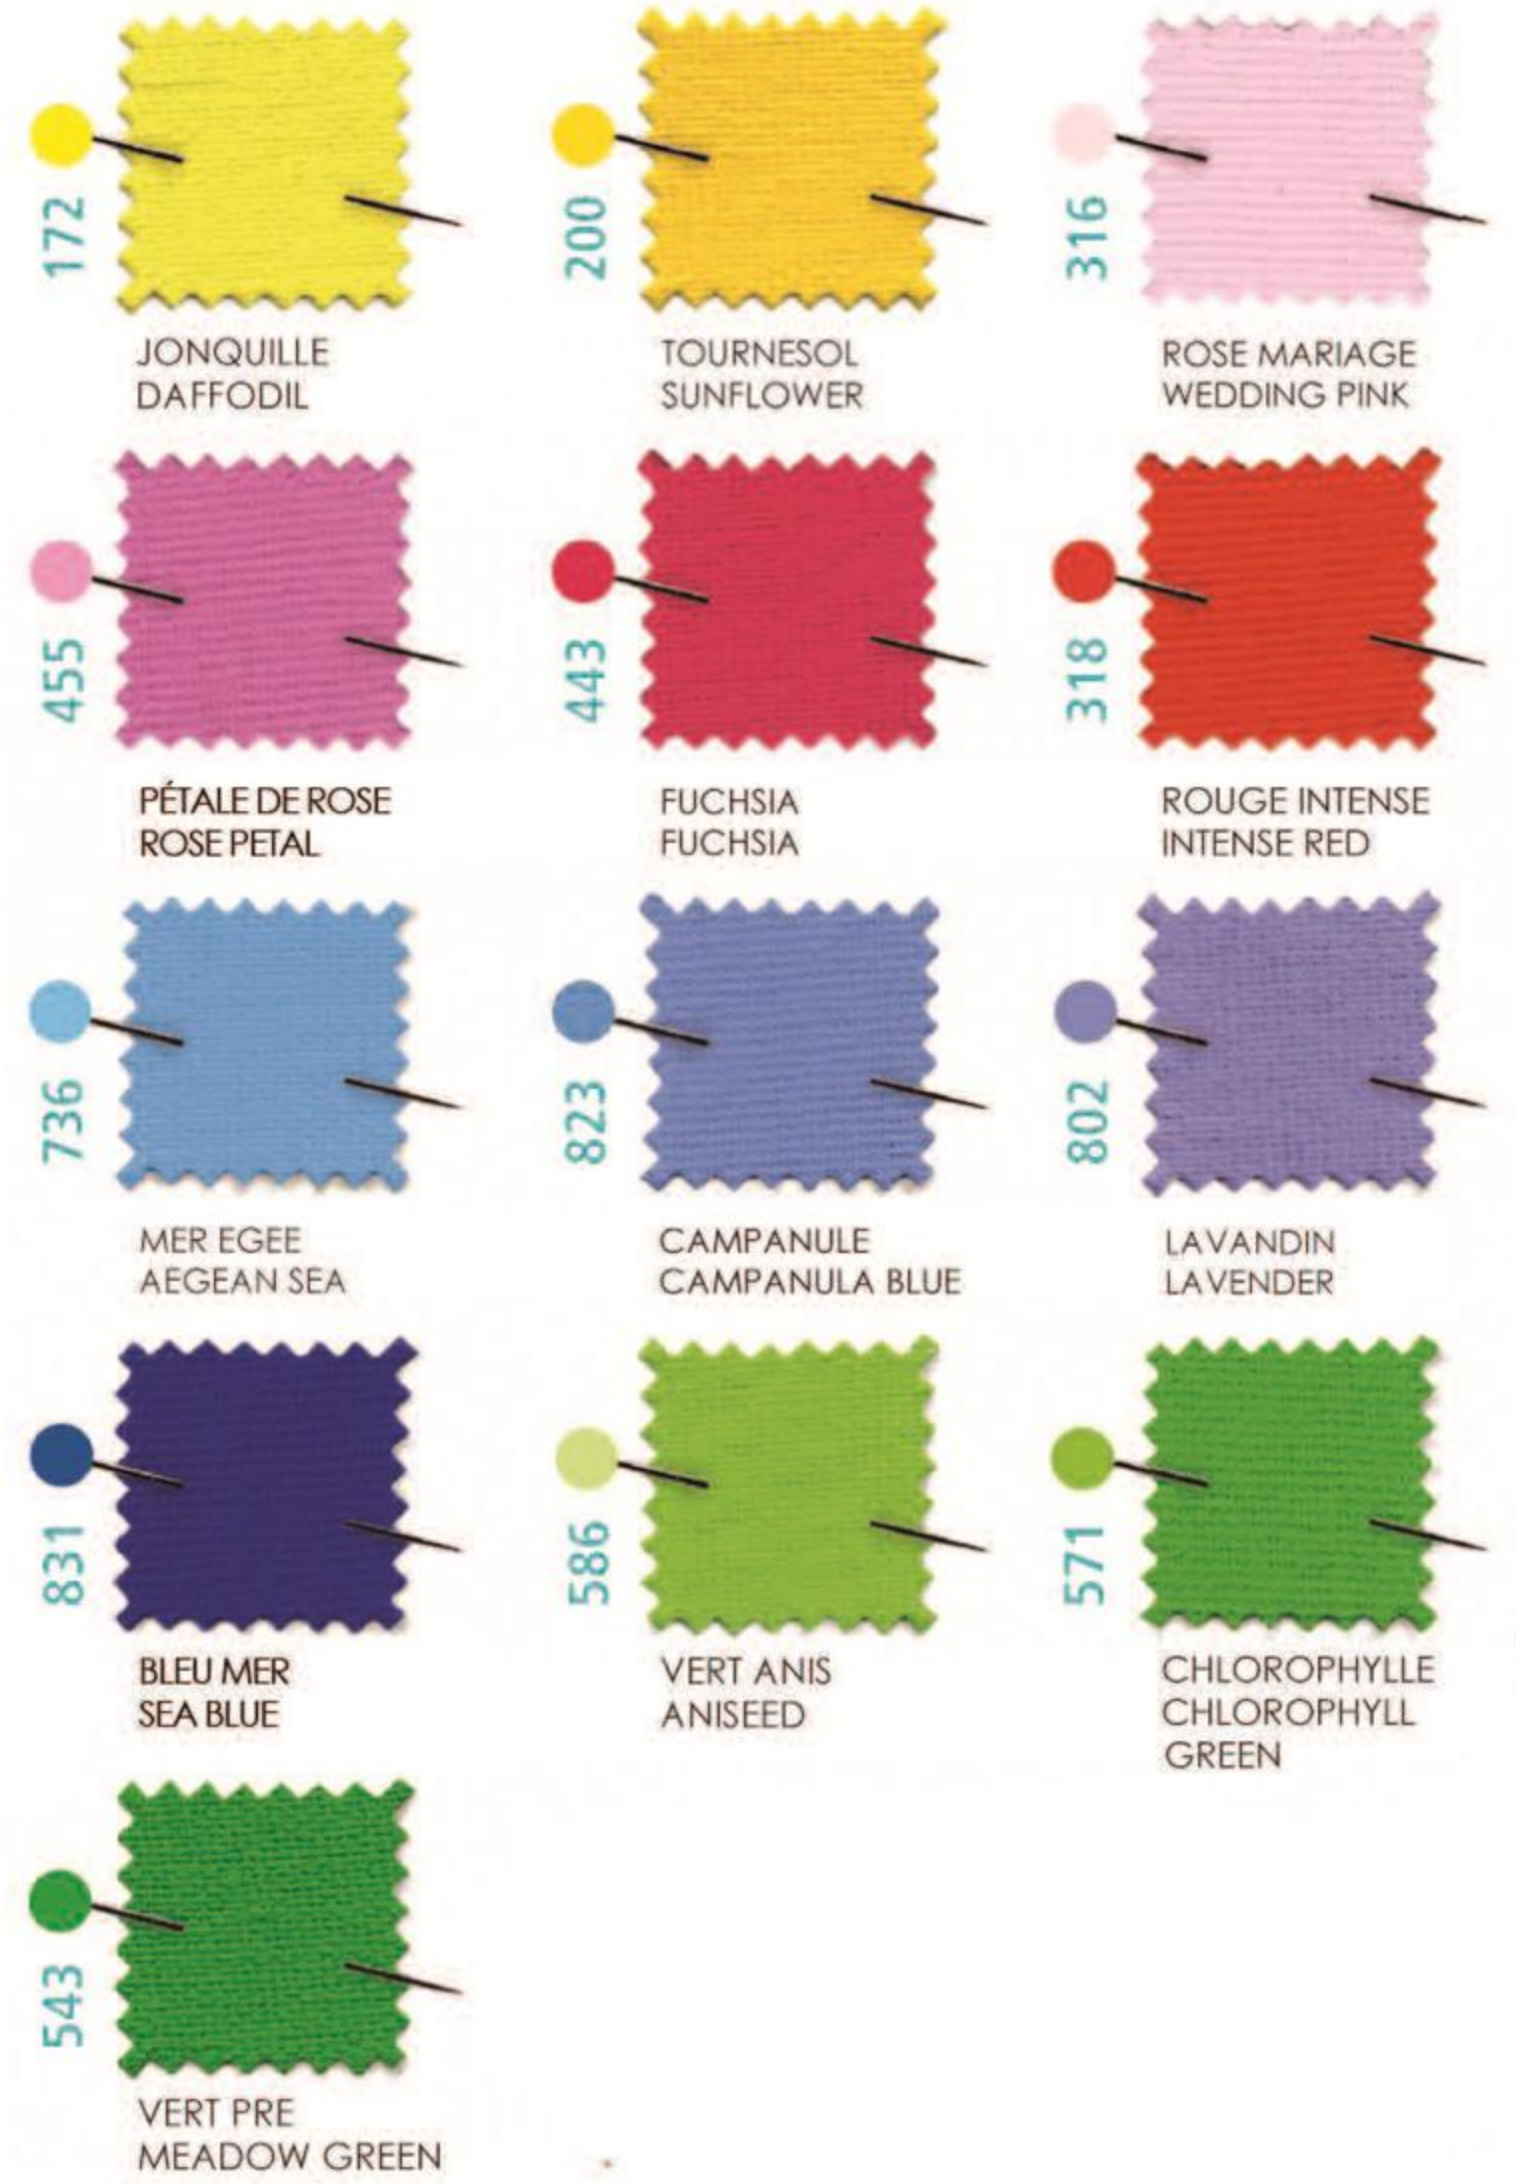 172
JONQUILLE
DAFFODIL
200
TOURNESOL
SUNFLOWER
316
ROSE MARIAGE
WEDDING PINK
455
PÉTALE DE ROSE
ROSE PETAL
443
FUCHSIA
FUCHSIA
318
ROUGE INTENSE
INTENSE RED
736
MER EGEE
AEGEAN SEA
823
CAMPANULE
CAMPANULA BLUE
802
LAVANDIN
LAVENDER
831
BLEU MER
SEA BLUE
586
VERT ANIS
ANISEED
571
CHLOROPHYLLE
CHLOROPHYLL
GREEN
543
VERT PRE
MEADOW GREEN